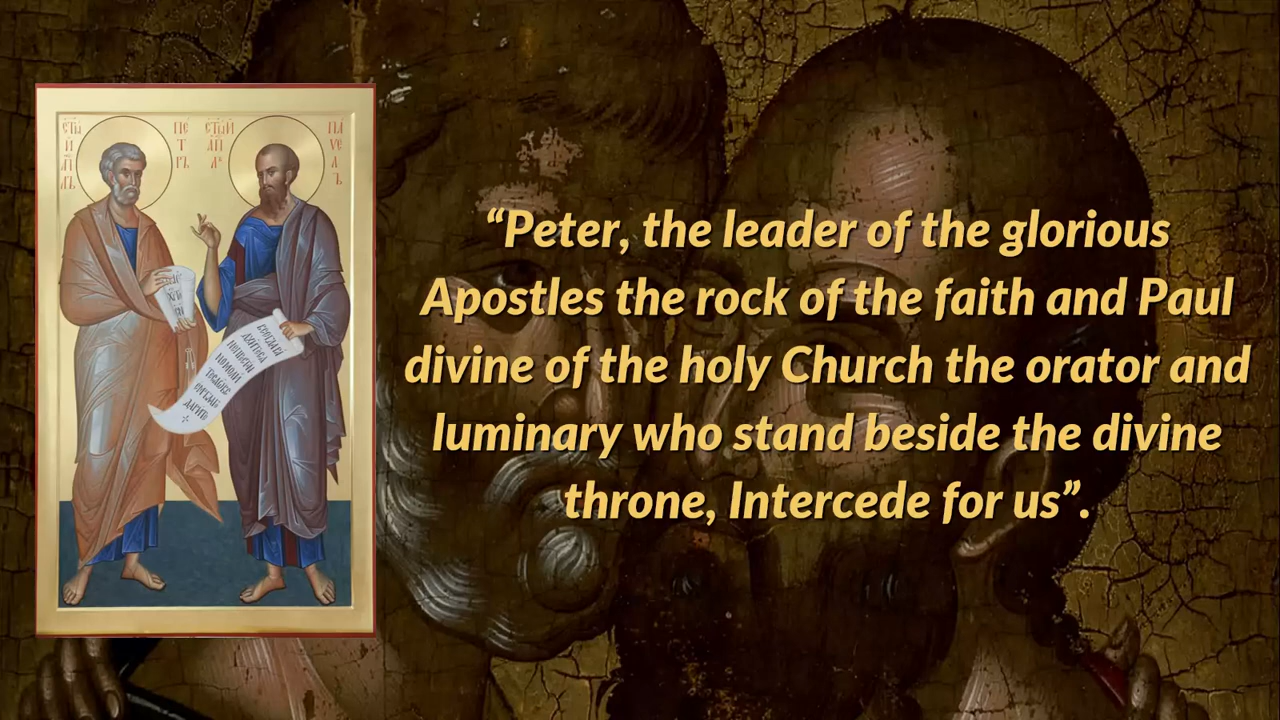 “Peter, the leader of the glorious
Apostles the rock of the faith and Paul
divine of the holy Church the orator and
luminary who stand beside the divine
throne, Intercede for us”.